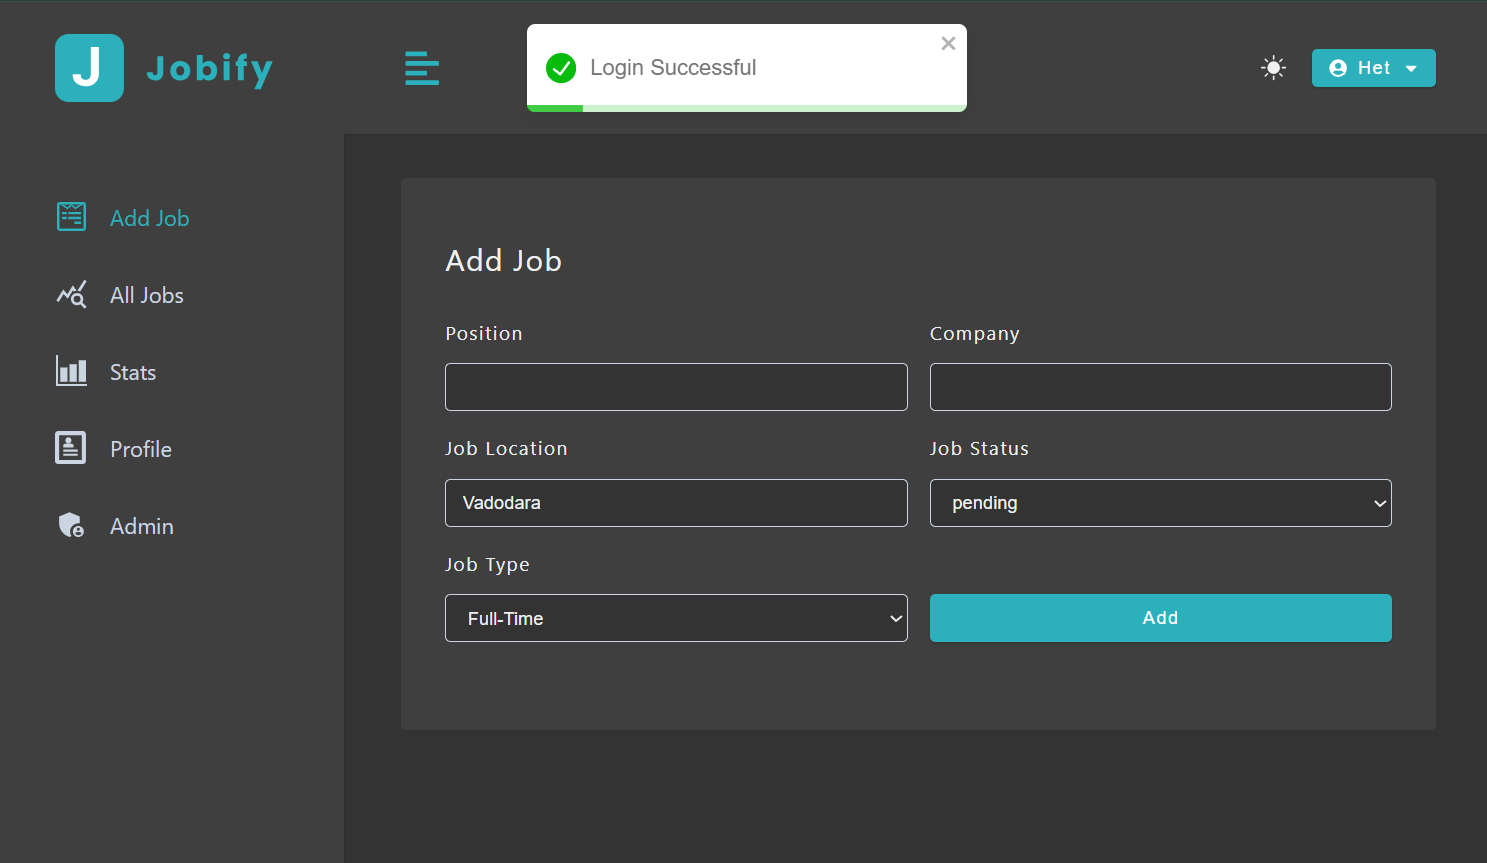 J Jobify
Login Successful
Het
Add Job
All Jobs
Stats
Profile
Admin
Add Job
Position
Company
Job Location
Job Status
Vadodara
pending
Job Type
Full-Time
Add